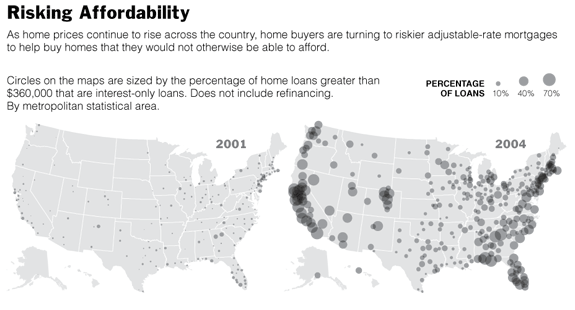 Risking Affordability
As home prices continue to rise across the country, home buyers are turning to riskier adjustable-rate mortgages
to help buy homes that they would not otherwise be able to afford.
Circles on the maps are sized by the percentage of home loans greater than
$360,000 that are interest-only loans. Does not include refinancing.
By metropolitan statistical area.
PERCENTAGE
OF LOANS 10% 40% 70%
2001
2004